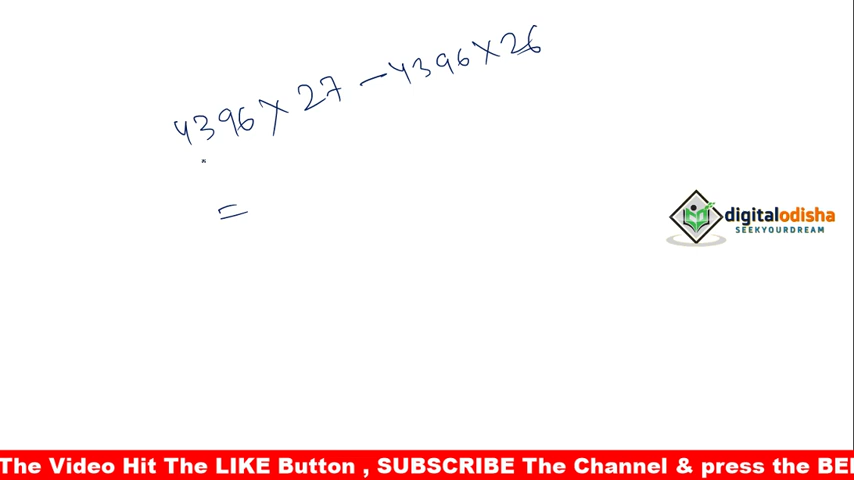 4396 × 27 – 4396 × 26
=
digitalodisha
SEEKYOURDREAM
The Video Hit The LIKE Button , SUBSCRIBE The Channel & press the BE